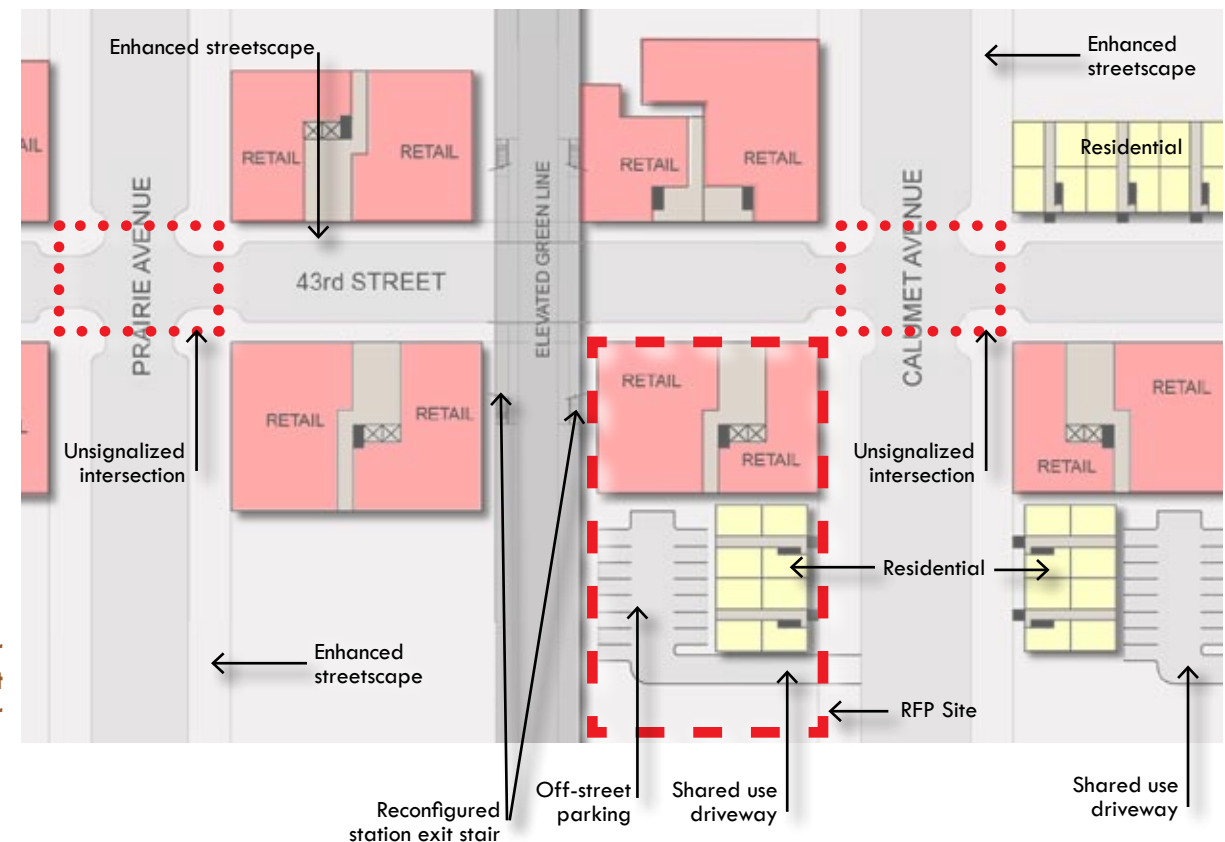 Enhanced streetscape
Enhanced
streetscape
RETAIL
RETAIL
RETAIL
RETAIL
Residential
PRAIRIE AVENUE
43rd STREET
ELEVATED GREEN LINE
CALUMET AVENUE
RETAIL
RETAIL
RETAIL
RETAIL
RETAIL
RETAIL
Unsignalized
intersection
Unsignalized
intersection
Residential
Enhanced
streetscape
RFP Site
Reconfigured
station exit stair
Off-street
parking
Shared use
driveway
Shared use
driveway